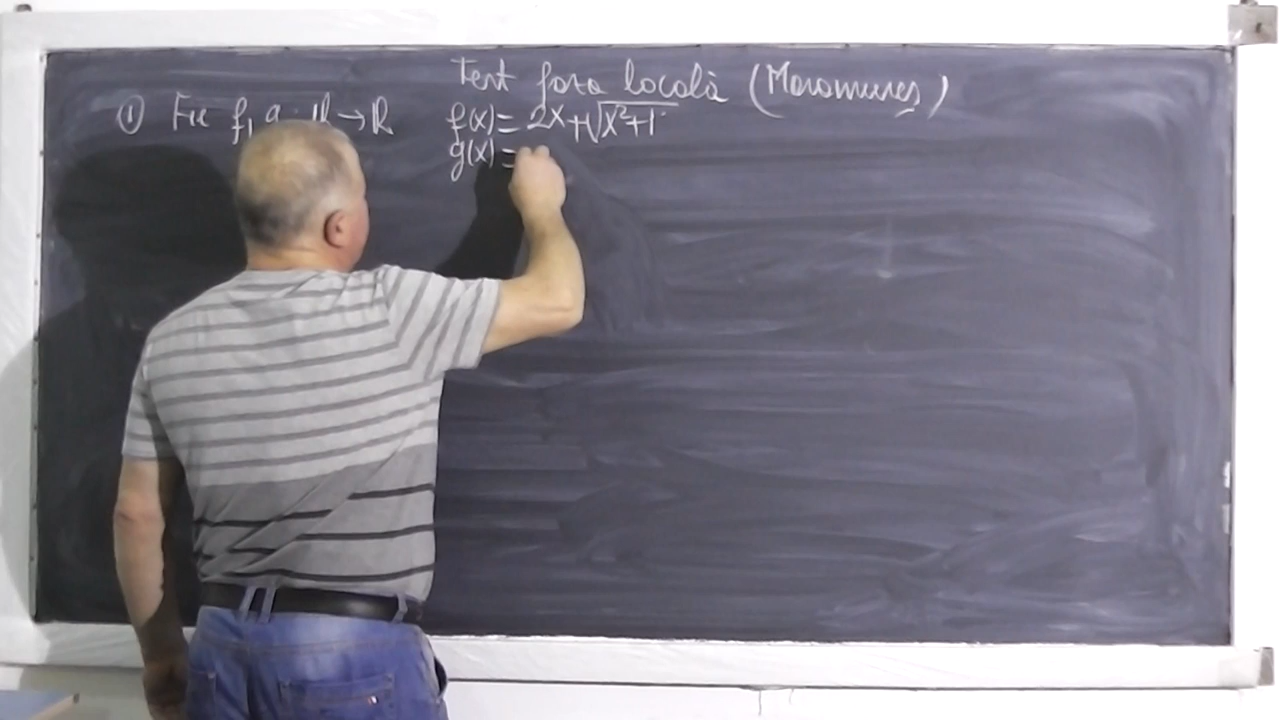 Test faza locală (Maramureș)
① Fie f, g: ℝ→ℝ f(x) = 2x+√(x²+1)
g(x) =